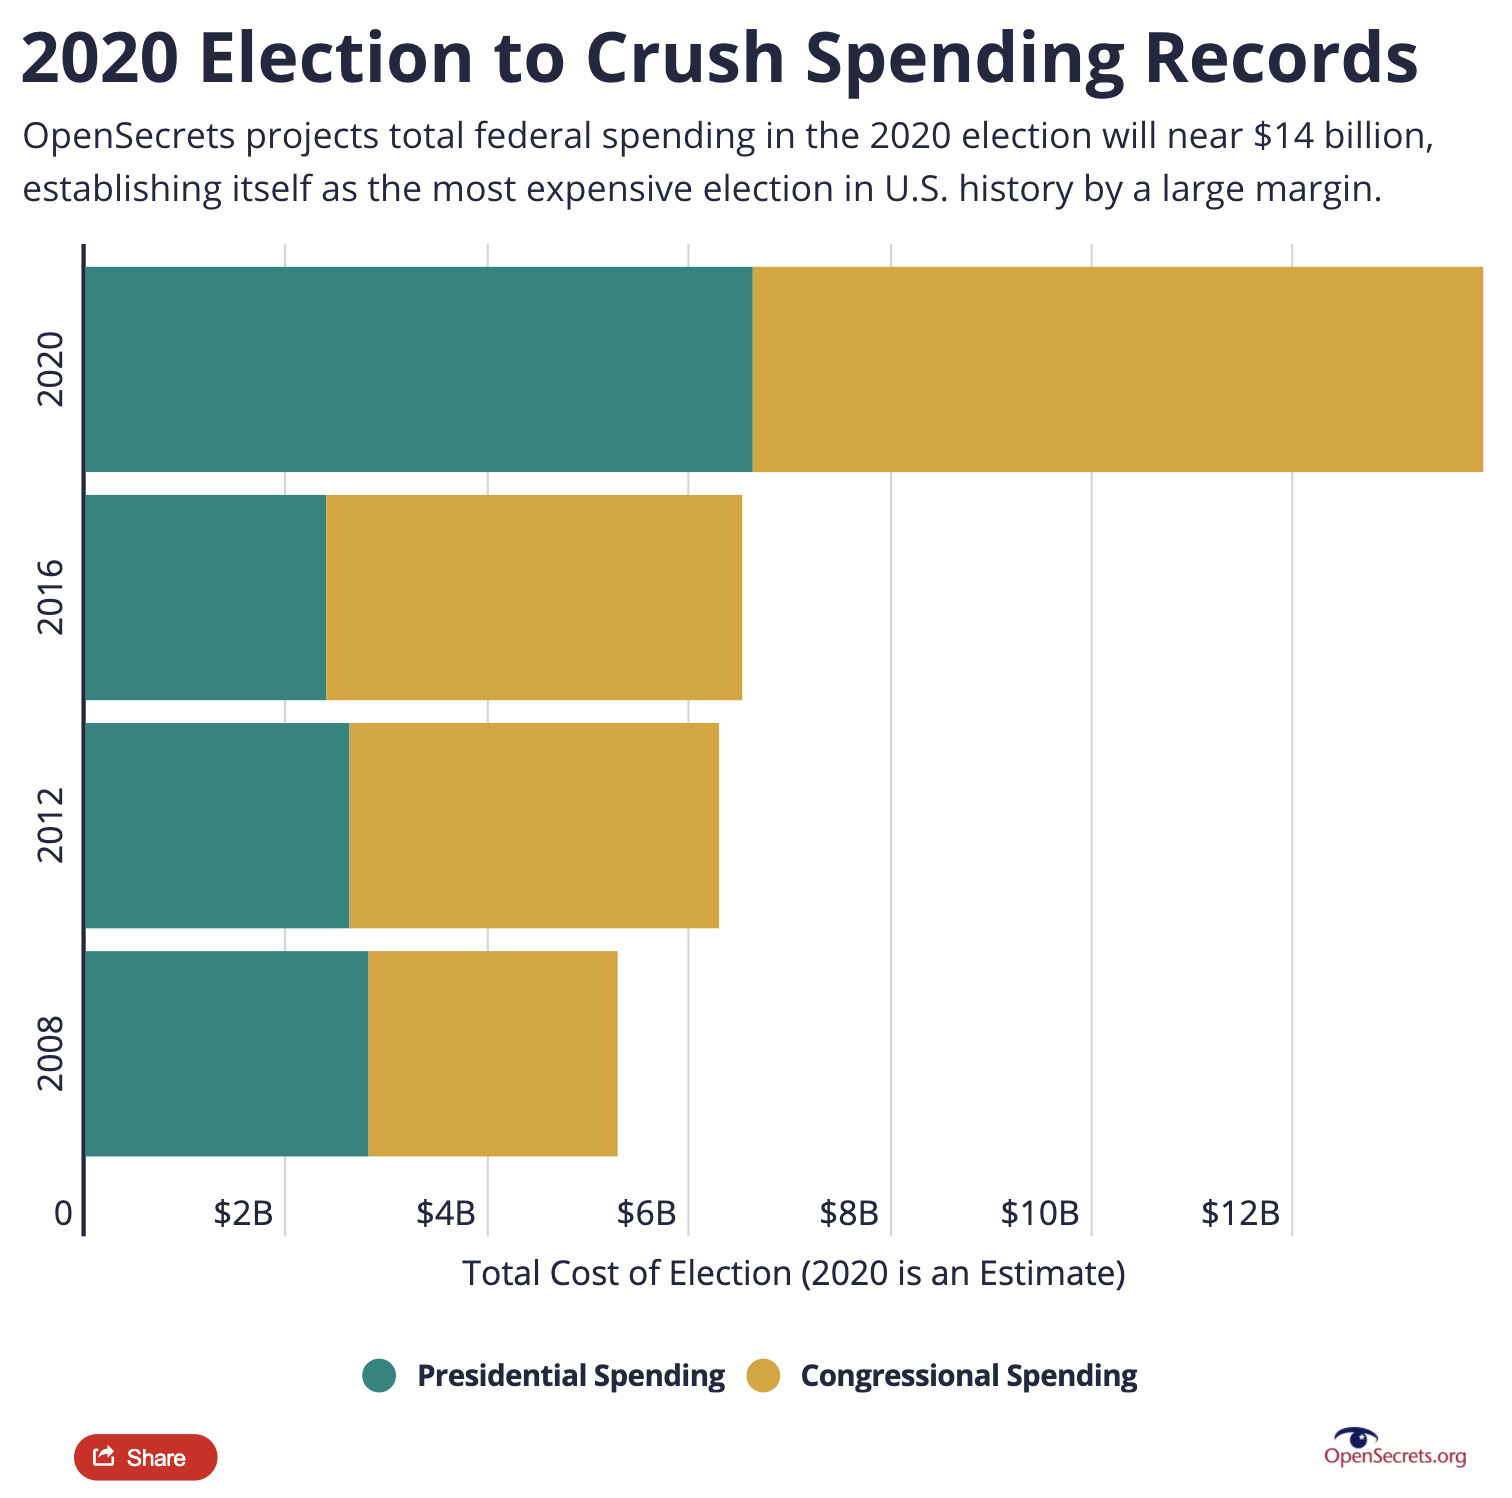 2020 Election to Crush Spending Records
OpenSecrets projects total federal spending in the 2020 election will near $14 billion,
establishing itself as the most expensive election in U.S. history by a large margin.
2020
2016
2012
2008
0 $2B $4B $6B $8B $10B $12B
Total Cost of Election (2020 is an Estimate)
Presidential Spending Congressional Spending
Share
OpenSecrets.org